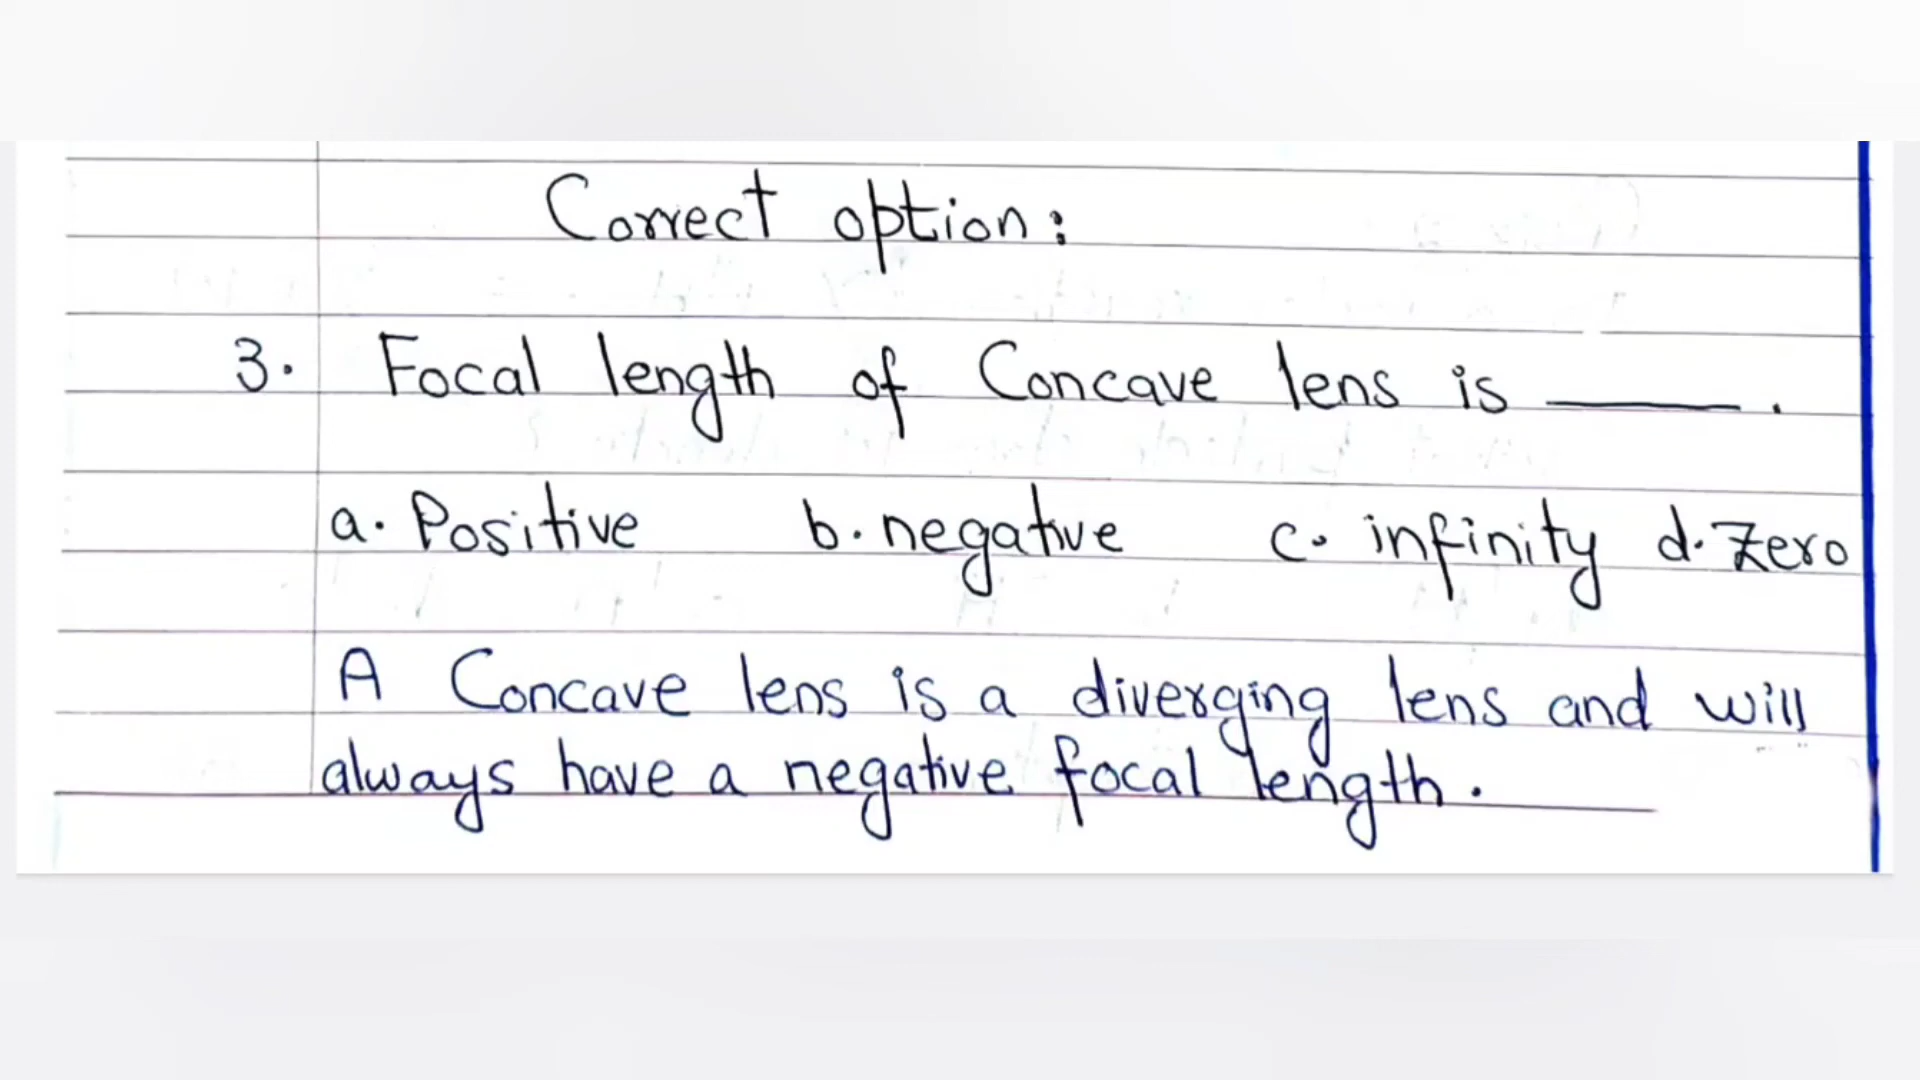 Correct option:
3. Focal length of Concave lens is ____.
a. Positive b. negative c. infinity d. Zero
A Concave lens is a diverging lens and will
always have a negative focal length.